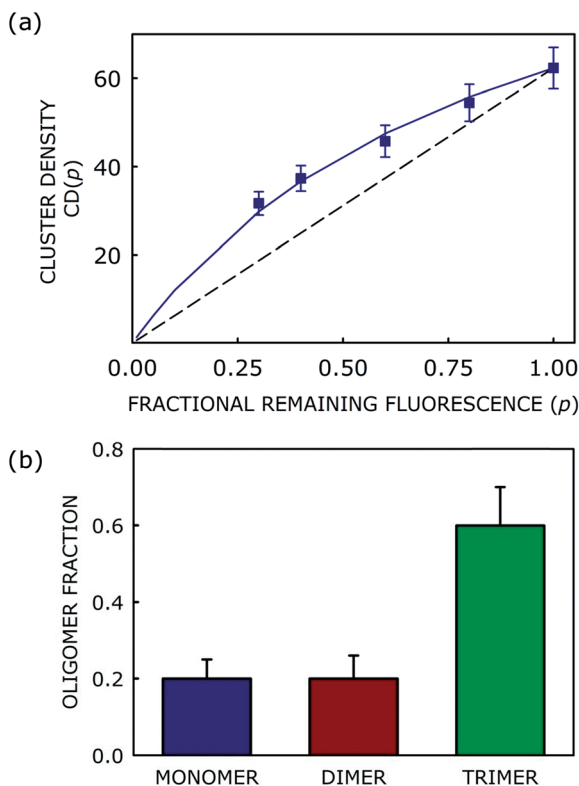 (a)
CLUSTER DENSITY
CD(p)
60
40
20
0.00 0.25 0.50 0.75 1.00
FRACTIONAL REMAINING FLUORESCENCE (p)
(b)
OLIGOMER FRACTION
0.8
0.6
0.4
0.2
0.0
MONOMER DIMER TRIMER